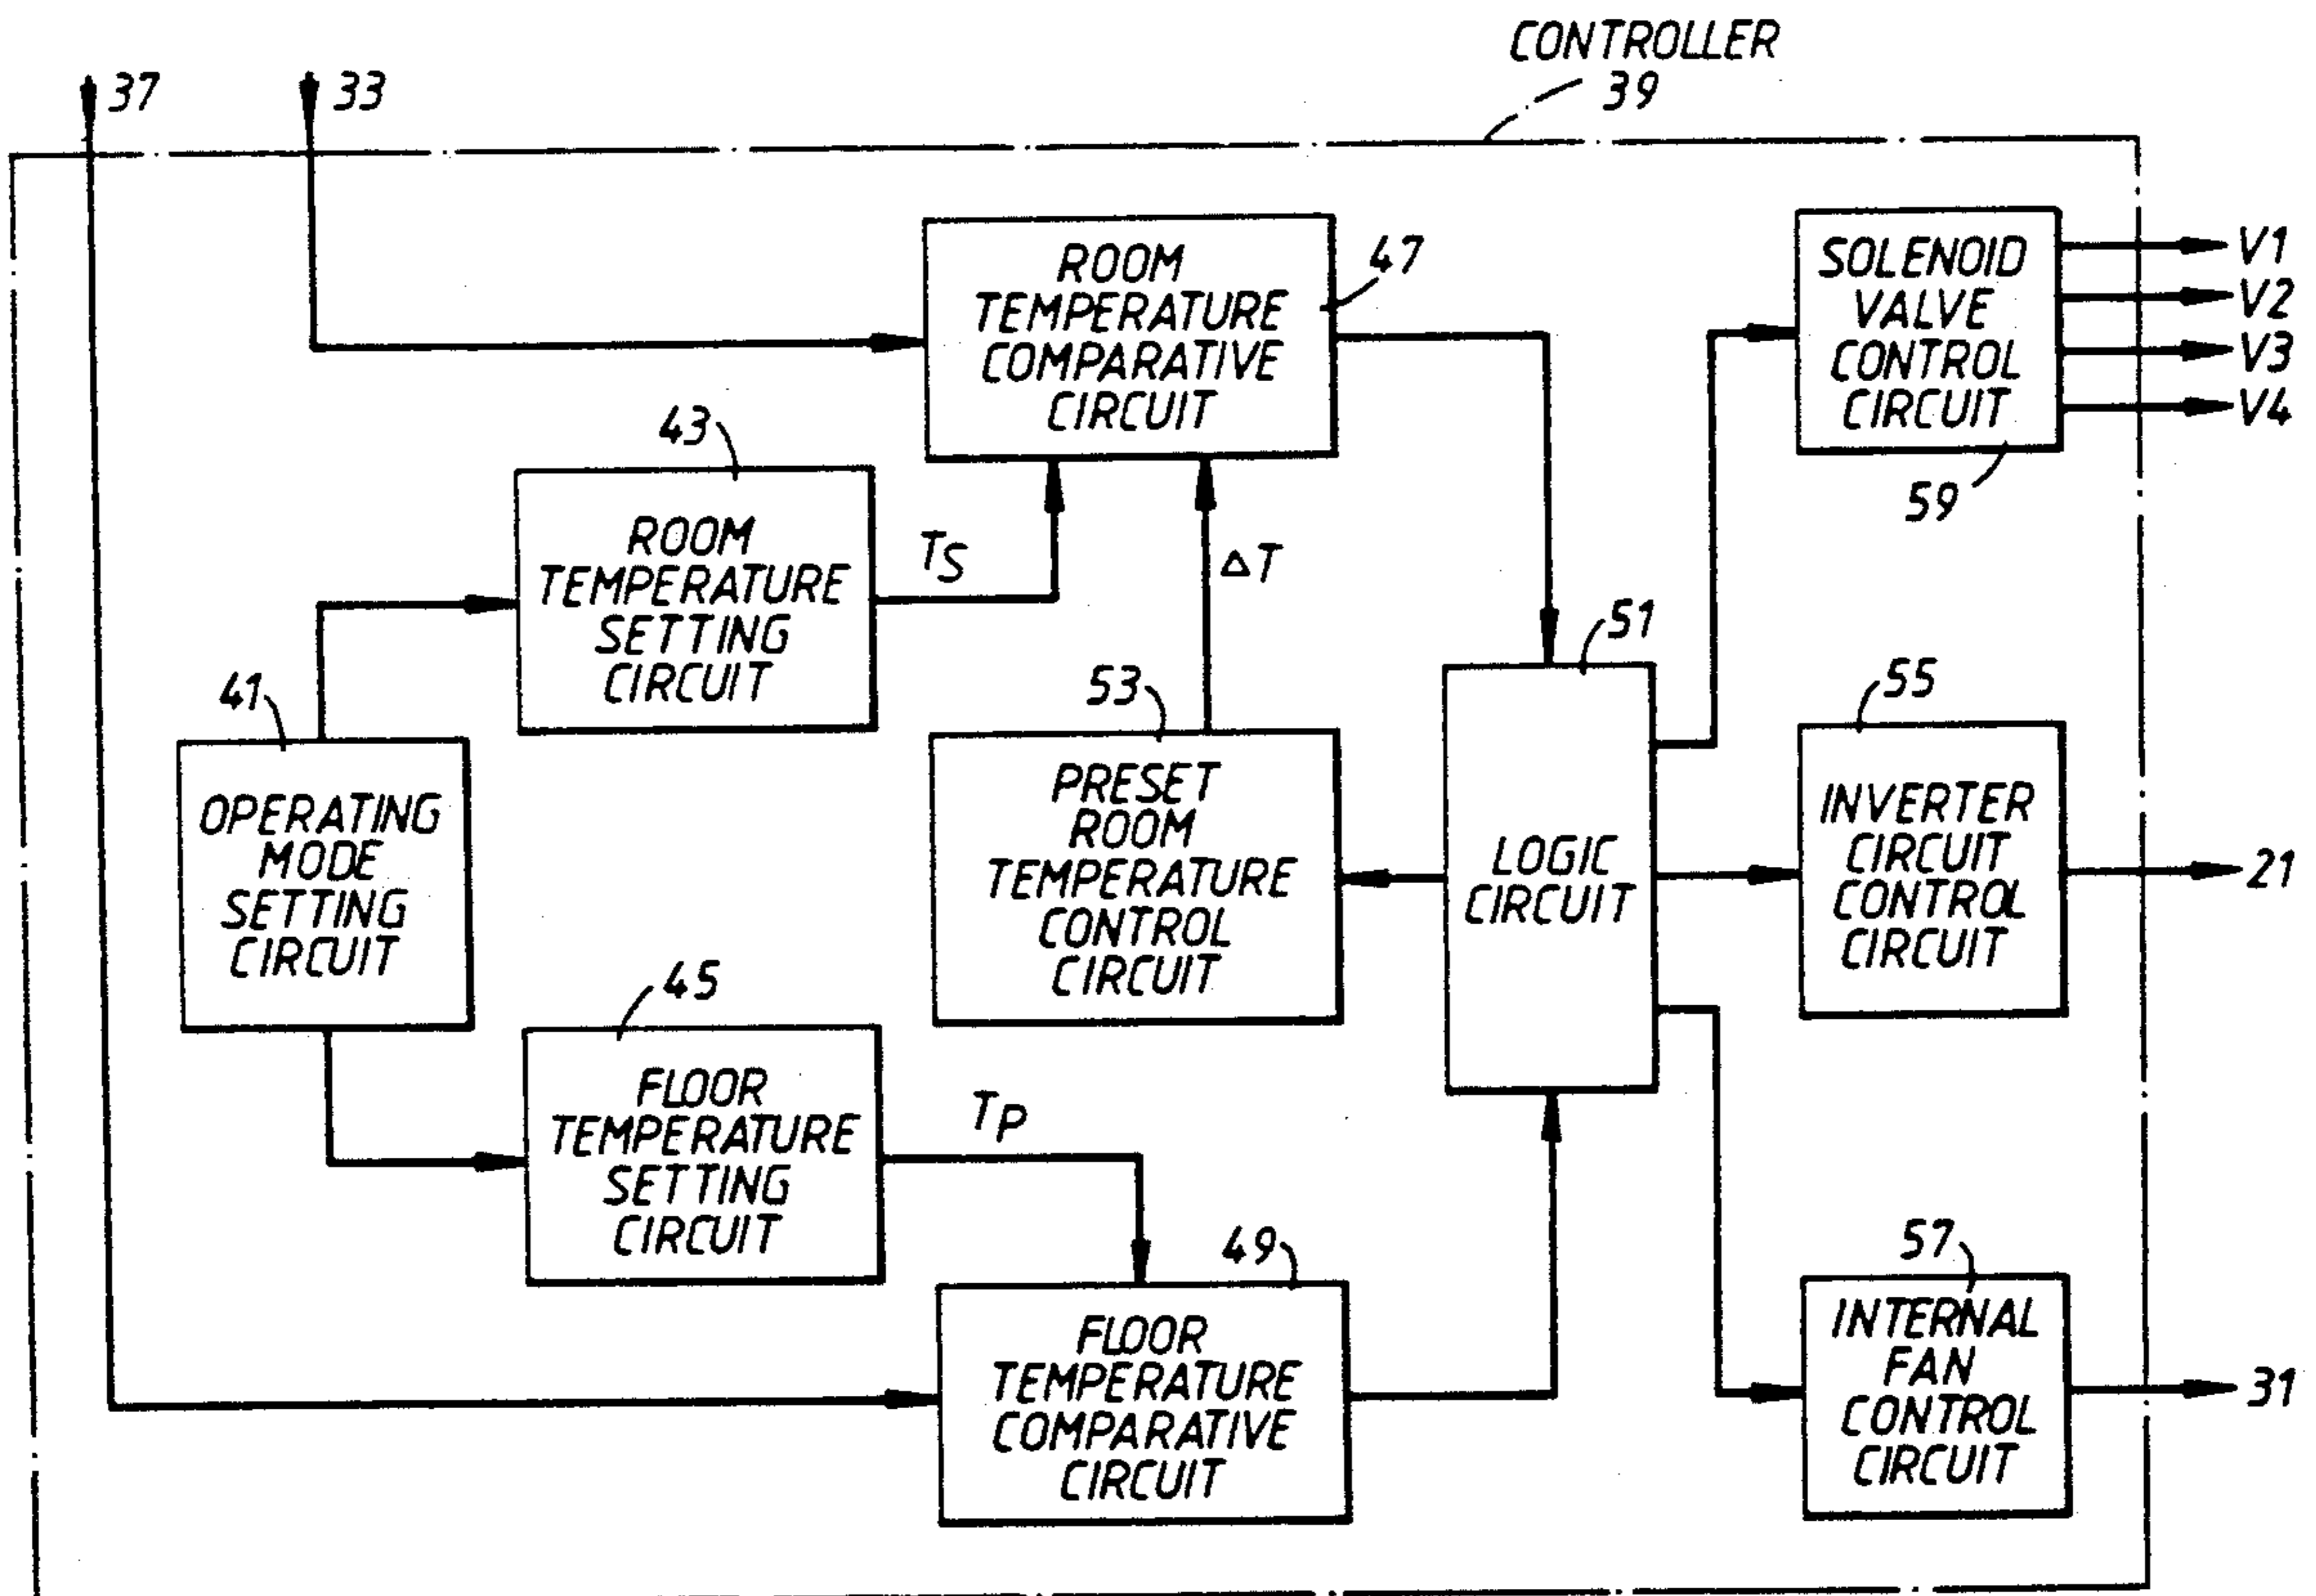 CONTROLLER
39
37
33
ROOM
TEMPERATURE
COMPARATIVE
CIRCUIT
47
SOLENOID
VALVE
CONTROL
CIRCUIT
59
V1
V2
V3
V4
43
ROOM
TEMPERATURE
SETTING
CIRCUIT
TS
ΔT
41
OPERATING
MODE
SETTING
CIRCUIT
53
PRESET
ROOM
TEMPERATURE
CONTROL
CIRCUIT
51
LOGIC
CIRCUIT
55
INVERTER
CIRCUIT
CONTROL
CIRCUIT
21
45
FLOOR
TEMPERATURE
SETTING
CIRCUIT
TP
49
FLOOR
TEMPERATURE
COMPARATIVE
CIRCUIT
57
INTERNAL
FAN
CONTROL
CIRCUIT
31